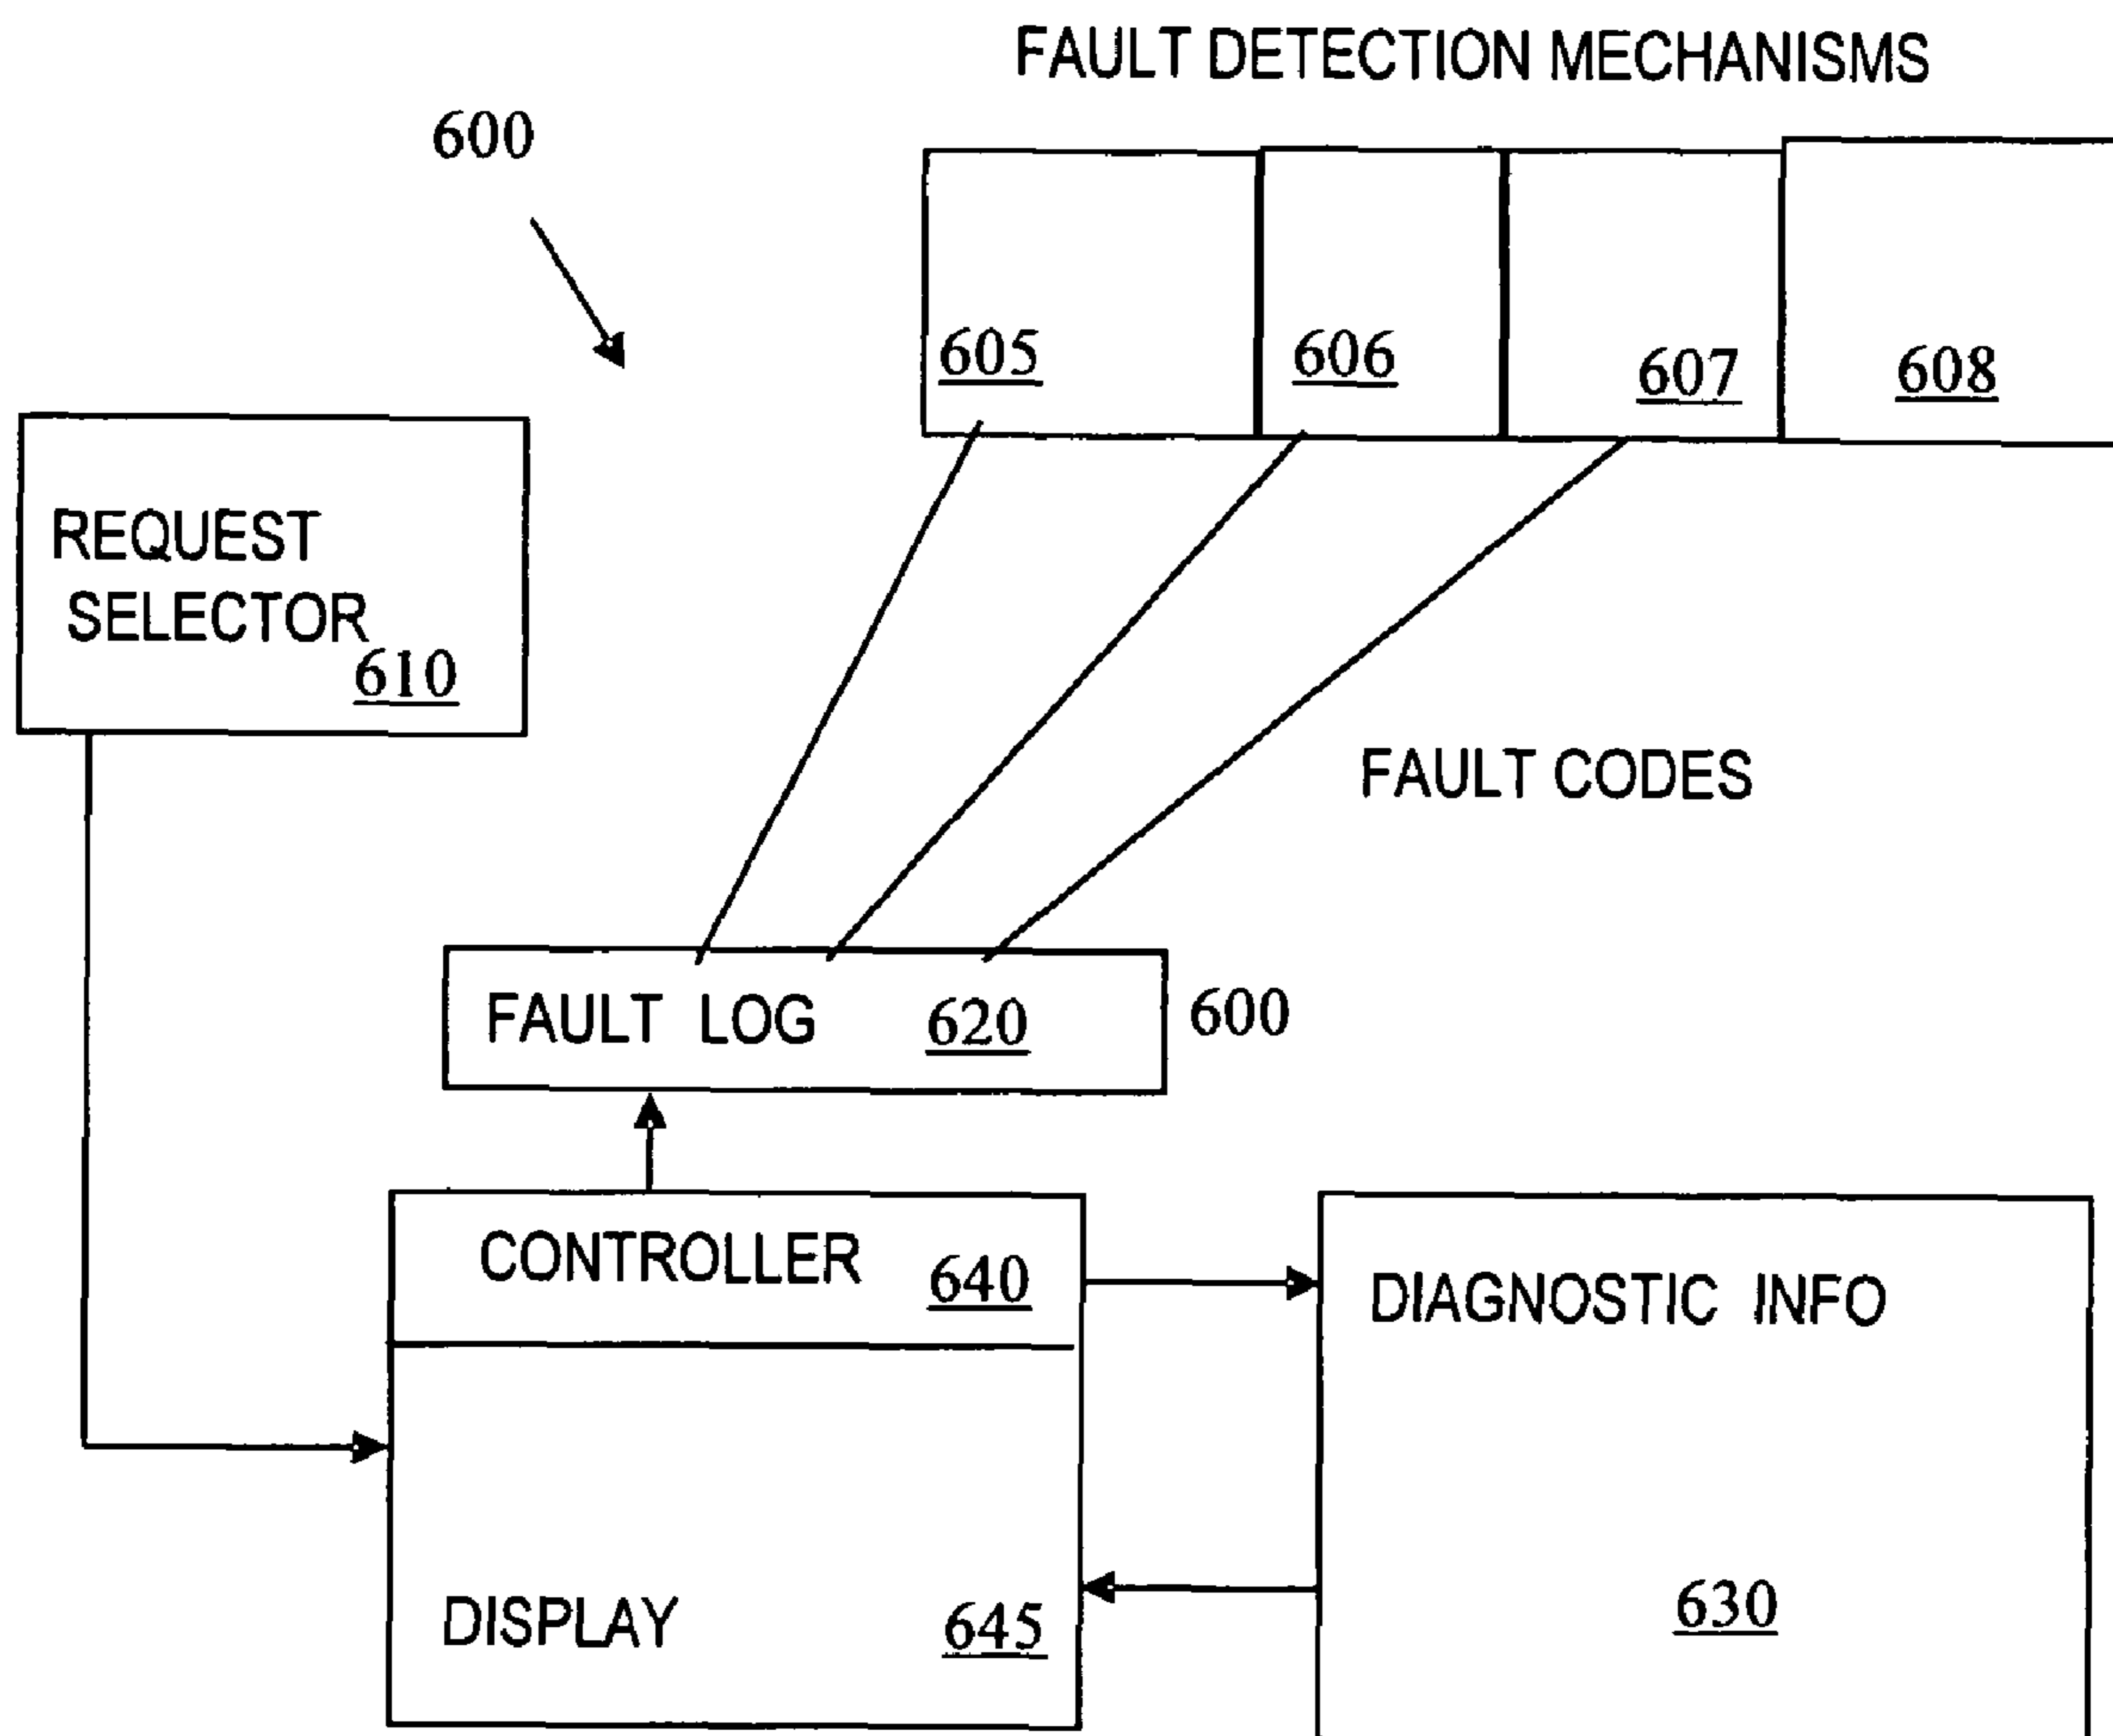 FAULT DETECTION MECHANISMS
600
605
606
607
608
REQUEST
SELECTOR
610
FAULT CODES
FAULT LOG 620
600
CONTROLLER 640
DIAGNOSTIC INFO
DISPLAY 645
630